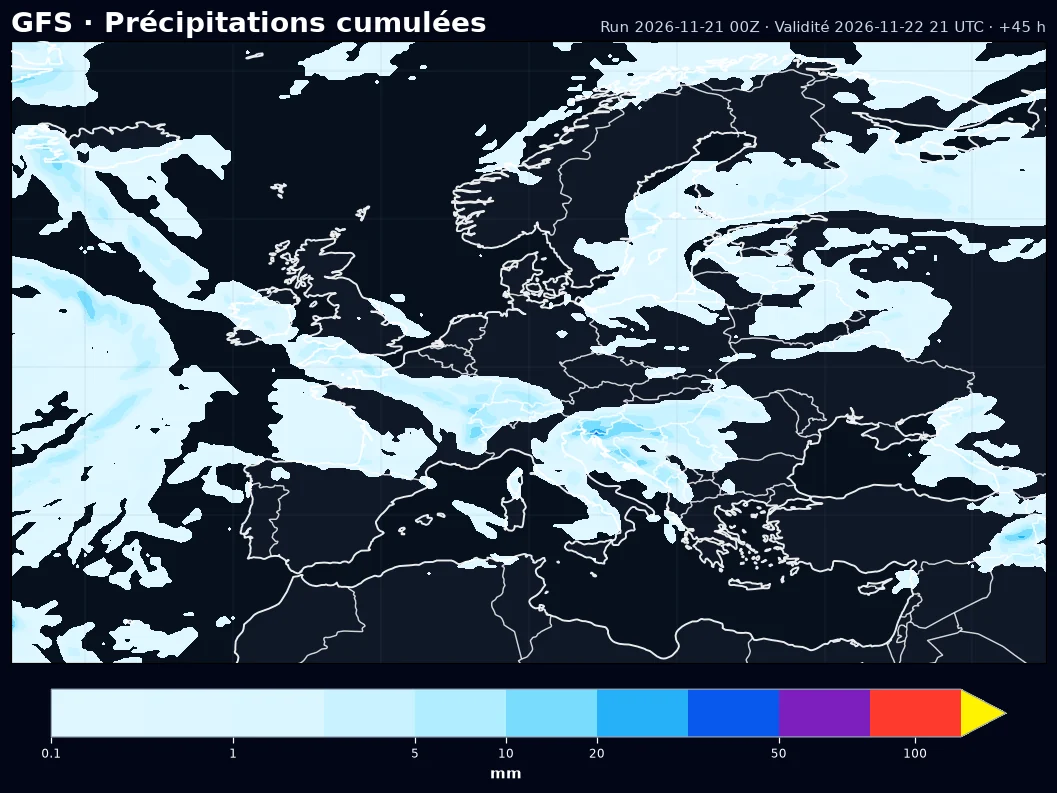 GFS · Précipitations cumulées
Run 2026-11-21 00Z · Validité 2026-11-22 21 UTC · +45 h
0.1 1 5 10 20 50 100
mm